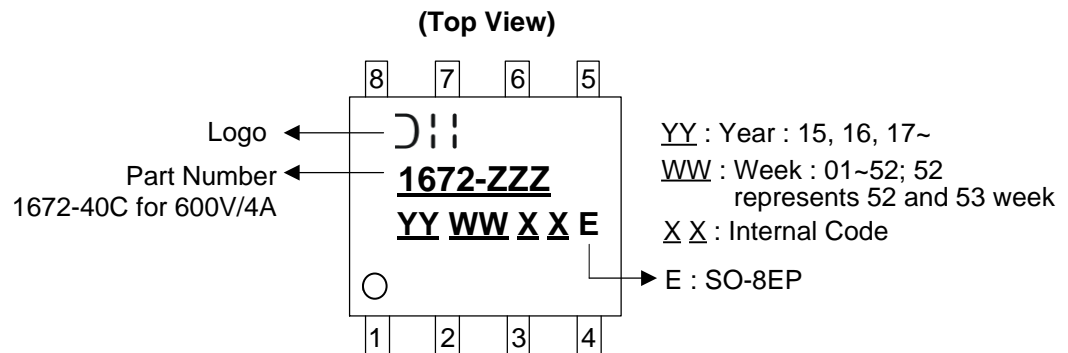 (Top View)
8 7 6 5
Logo
Part Number
1672-40C for 600V/4A
1672-ZZZ
YY WW X X E
YY : Year : 15, 16, 17~
WW : Week : 01~52; 52
represents 52 and 53 week
X X : Internal Code
E : SO-8EP
1 2 3 4